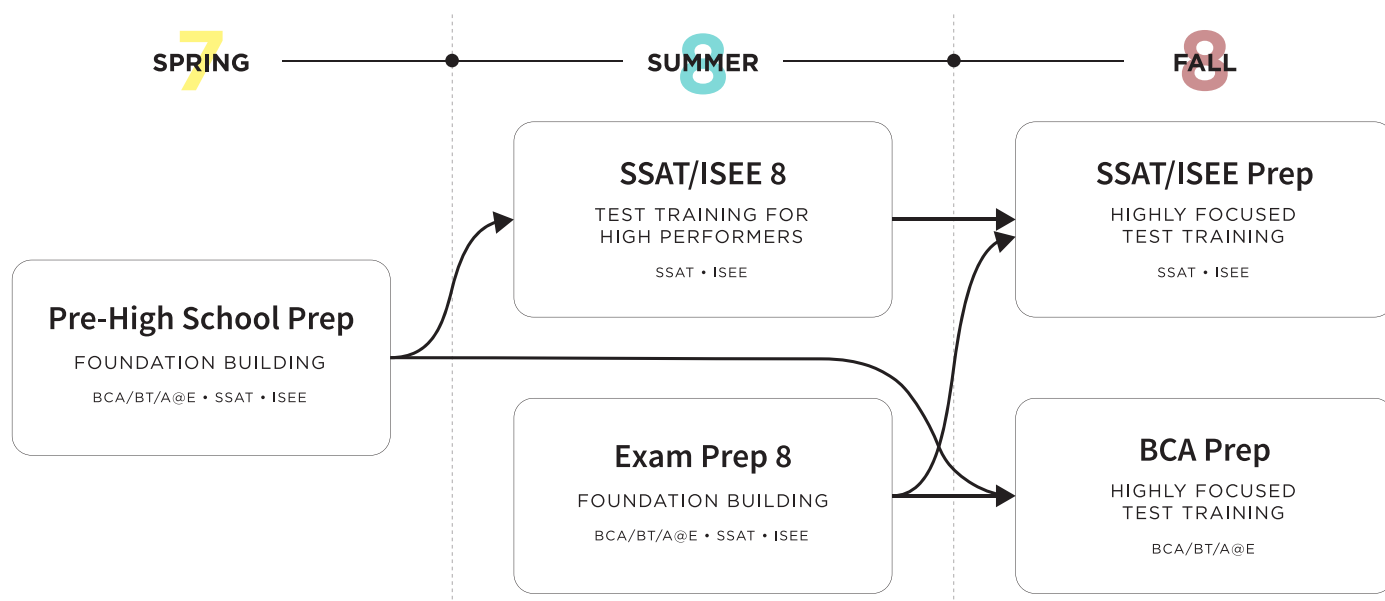 7 SPRING
8 SUMMER
8 FALL
Pre-High School Prep
FOUNDATION BUILDING
BCA/BT/A@E • SSAT • ISEE
SSAT/ISEE 8
TEST TRAINING FOR
HIGH PERFORMERS
SSAT • ISEE
Exam Prep 8
FOUNDATION BUILDING
BCA/BT/A@E • SSAT • ISEE
SSAT/ISEE Prep
HIGHLY FOCUSED
TEST TRAINING
SSAT • ISEE
BCA Prep
HIGHLY FOCUSED
TEST TRAINING
BCA/BT/A@E